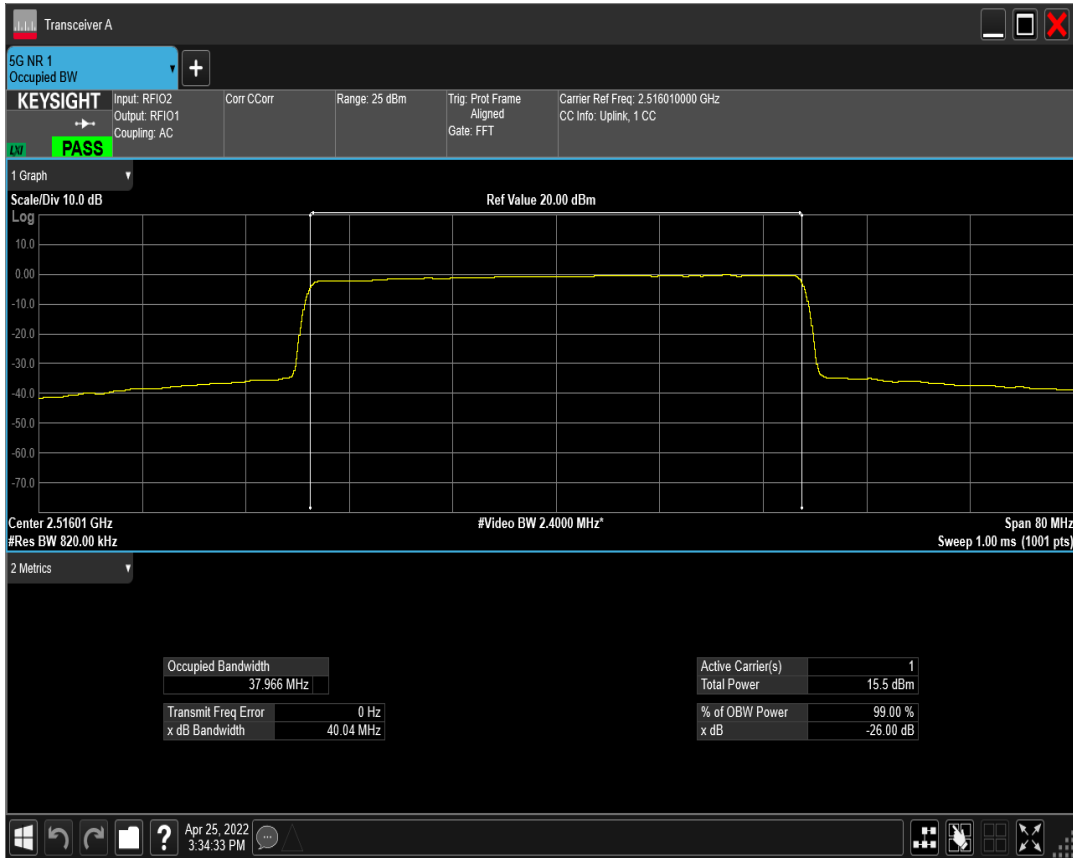 Transceiver A
5G NR 1
Occupied BW
KEYSIGHT
LXI
PASS
Input: RFIO2
Output: RFIO1
Coupling: AC
Corr CCorr
Range: 25 dBm
Trig: Prot Frame
Aligned
Gate: FFT
Carrier Ref Freq: 2.516010000 GHz
CC Info: Uplink, 1 CC
1 Graph
Scale/Div 10.0 dB
Ref Value 20.00 dBm
Log
10.0
0.00
-10.0
-20.0
-30.0
-40.0
-50.0
-60.0
-70.0
Center 2.51601 GHz
#Video BW 2.4000 MHz*
Span 80 MHz
#Res BW 820.00 kHz
Sweep 1.00 ms (1001 pts)
2 Metrics
Occupied Bandwidth
37.966 MHz
Transmit Freq Error 0 Hz
x dB Bandwidth 40.04 MHz
Active Carrier(s) 1
Total Power 15.5 dBm
% of OBW Power 99.00 %
x dB -26.00 dB
Apr 25, 2022
3:34:33 PM